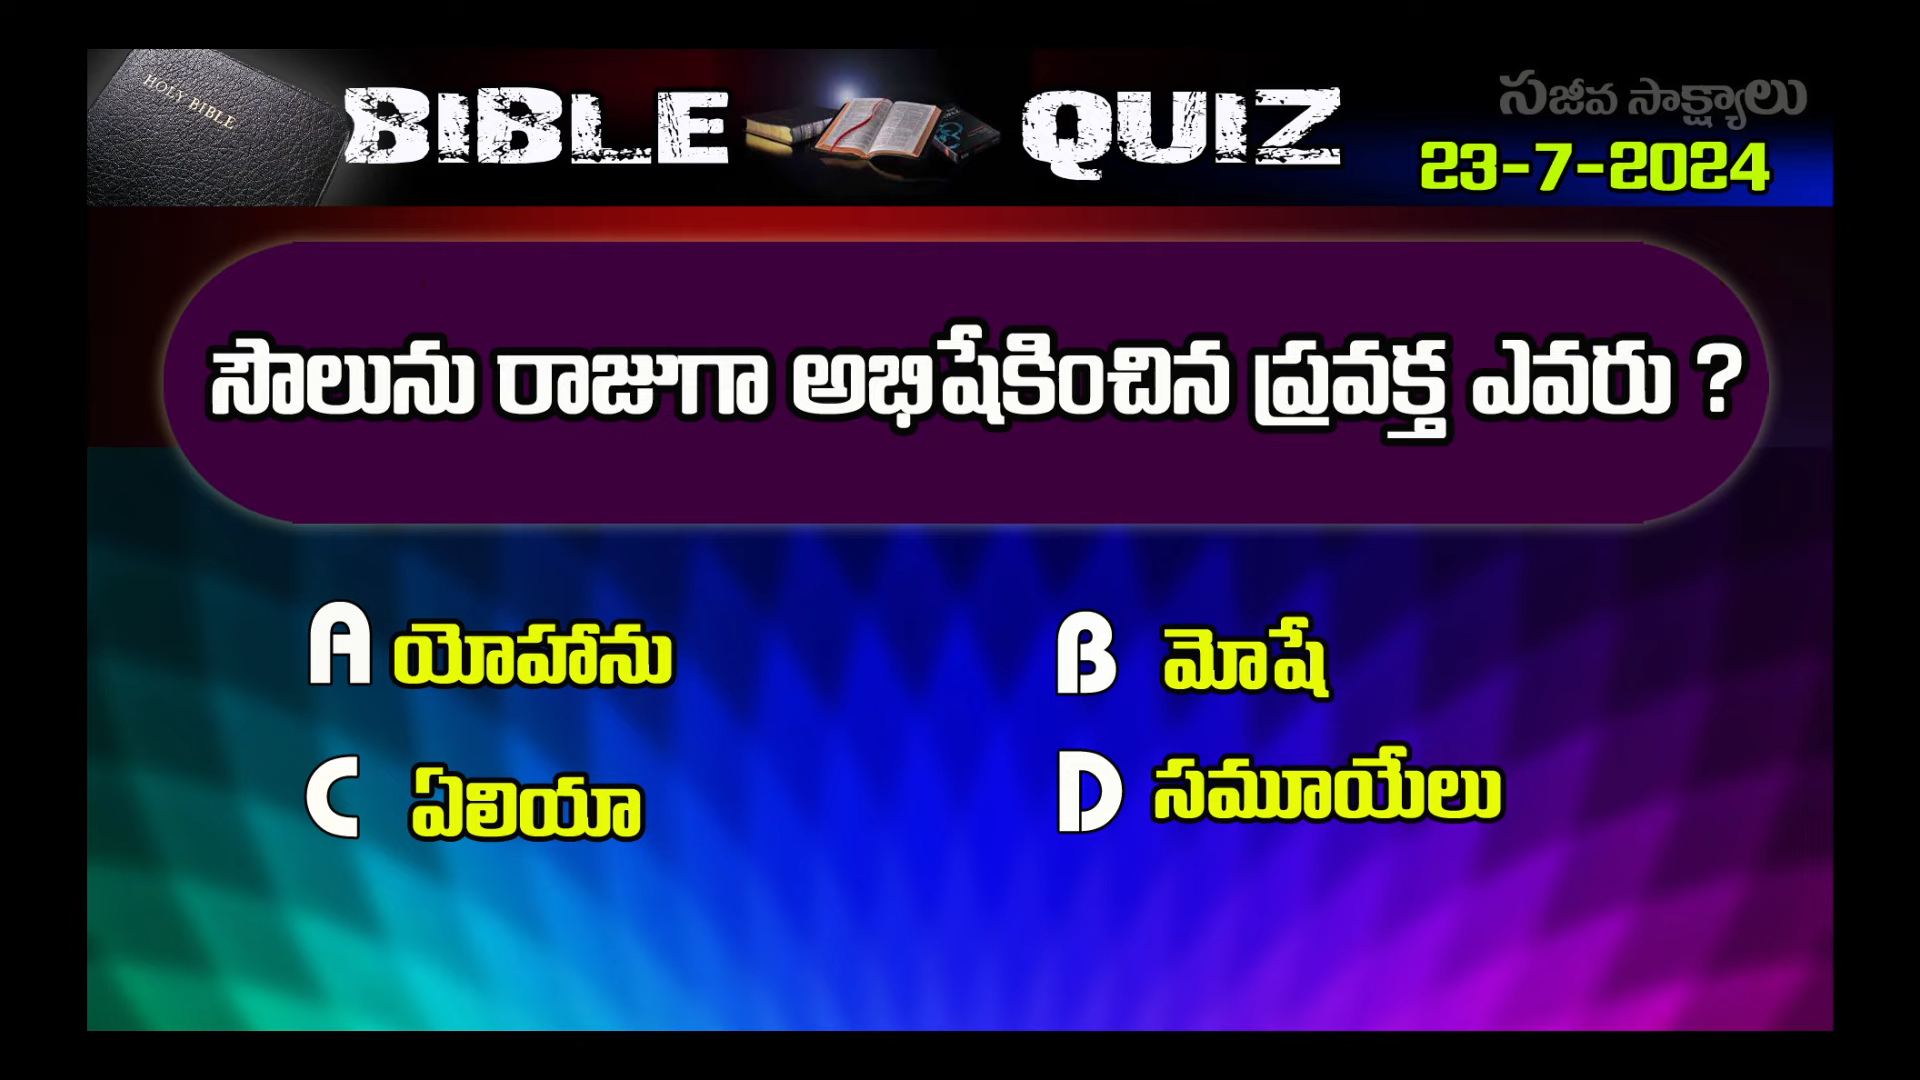 HOLY BIBLE
BIBLE QUIZ
సజీవ సాక్ష్యాలు
23-7-2024
సౌలును రాజుగా అభిషేకించిన ప్రవక్త ఎవరు ?
A యోహాను
B మోషే
C ఏలియా
D సమూయేలు